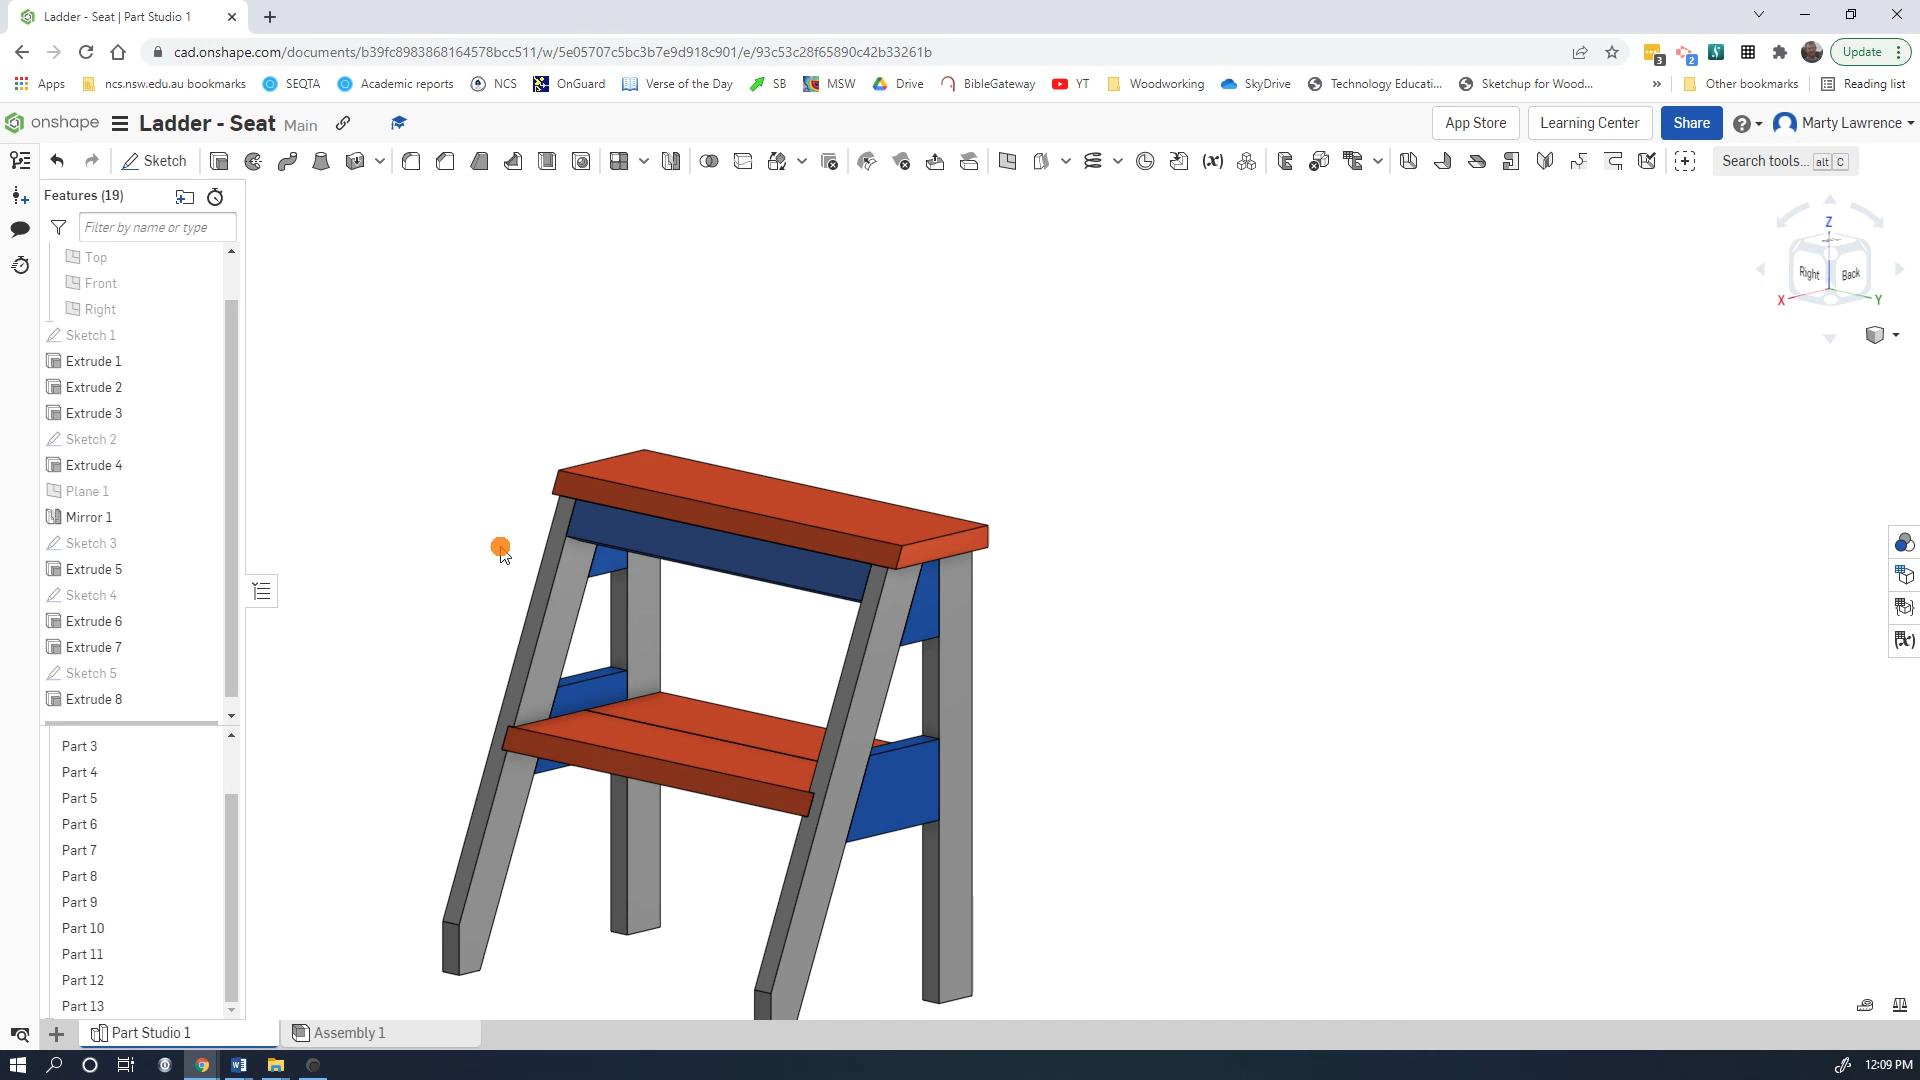 Ladder - Seat | Part Studio 1
cad.onshape.com/documents/b39fc8983868164578bcc511/w/5e05707c5bc3b7e9d918c901/e/93c53c28f65890c42b33261b
3
2
Update
Apps
ncs.nsw.edu.au bookmarks
SEQTA
Academic reports
NCS
OnGuard
Verse of the Day
SB
MSW
Drive
BibleGateway
YT
Woodworking
SkyDrive
Technology Educati...
Sketchup for Wood...
»
Other bookmarks
Reading list
onshape
Ladder - Seat Main
App Store
Learning Center
Share
Marty Lawrence
Sketch
Search tools... alt C
Features (19)
Filter by name or type
Top
Front
Right
Sketch 1
Extrude 1
Extrude 2
Extrude 3
Sketch 2
Extrude 4
Plane 1
Mirror 1
Sketch 3
Extrude 5
Sketch 4
Extrude 6
Extrude 7
Sketch 5
Extrude 8
Part 3
Part 4
Part 5
Part 6
Part 7
Part 8
Part 9
Part 10
Part 11
Part 12
Part 13
Z
Right
Back
X
Y
Part Studio 1
Assembly 1
12:09 PM